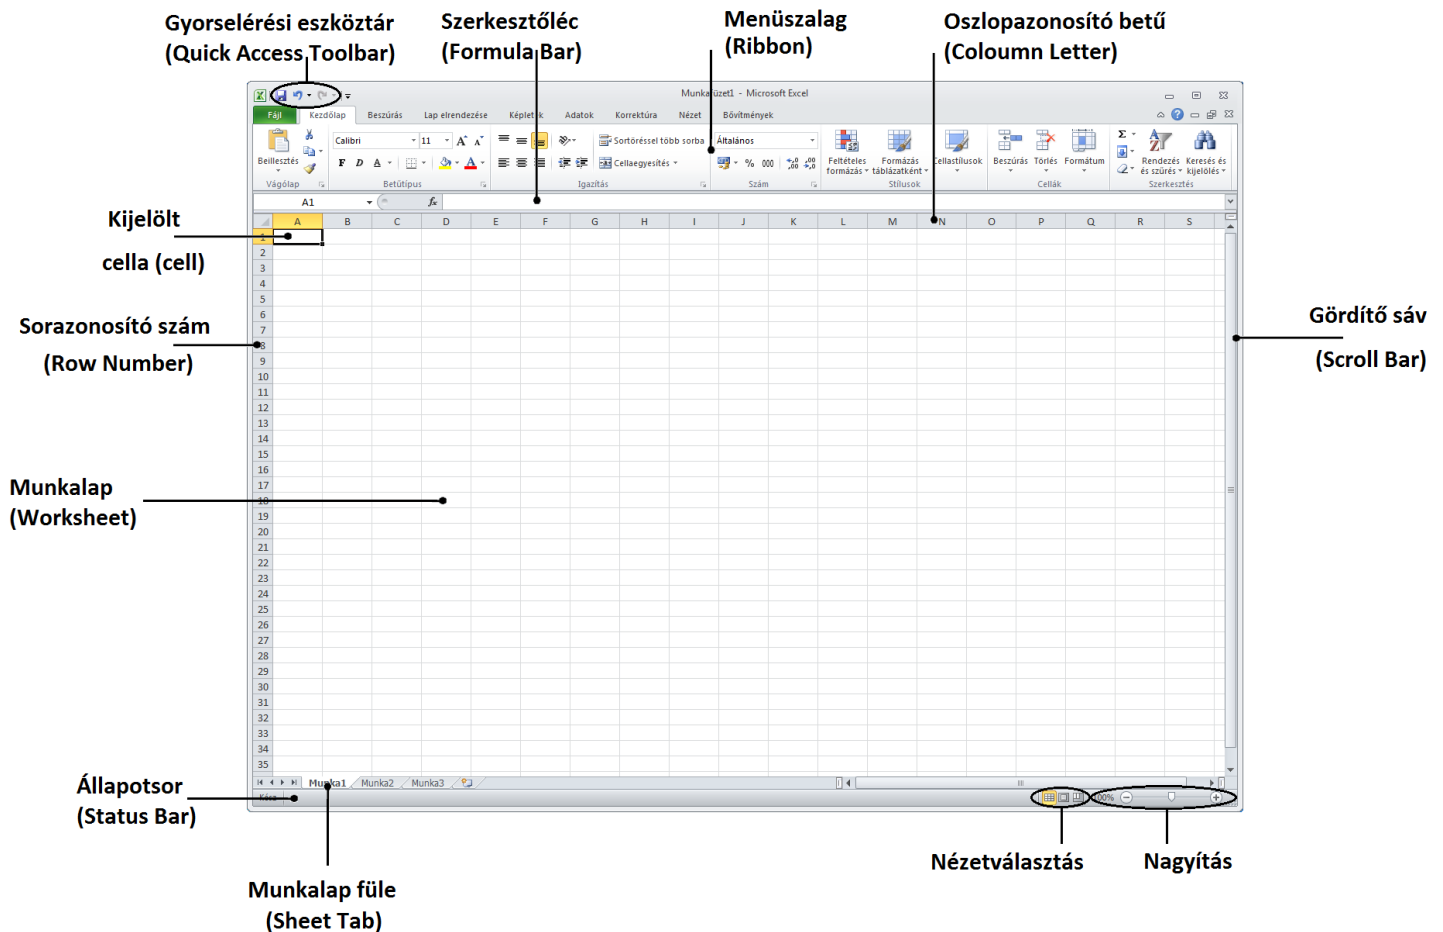 Gyorselérési eszköztár
(Quick Access Toolbar)
Szerkesztőléc
(Formula Bar)
Menüszalag
(Ribbon)
Oszlopazonosító betű
(Coloumn Letter)
Munkafüzet1 - Microsoft Excel
Fájl Kezdőlap Beszúrás Lap elrendezése Képletek Adatok Korrektúra Nézet Bővítmények
Beillesztés
Vágólap
Calibri 11 A A
F D A A
Betűtípus
Sortöréssel több sorba
Cellaegyesítés
Igazítás
Általános
% 000
Szám
Feltételes formázás
Formázás táblázatként
Cellastílusok
Stílusok
Beszúrás Törlés Formátum
Cellák
Σ
Rendezés és szűrés
Keresés és kijelölés
Szerkesztés
A1 fx
A B C D E F G H I J K L M N O P Q R S
1
2
3
4
5
6
7
8
9
10
11
12
13
14
15
16
17
18
19
20
21
22
23
24
25
26
27
28
29
30
31
32
33
34
35
Kijelölt
cella (cell)
Sorazonosító szám
(Row Number)
Gördítő sáv
(Scroll Bar)
Munkalap
(Worksheet)
Munka1 Munka2 Munka3
Kész
100%
Állapotsor
(Status Bar)
Munkalap füle
(Sheet Tab)
Nézetválasztás
Nagyítás